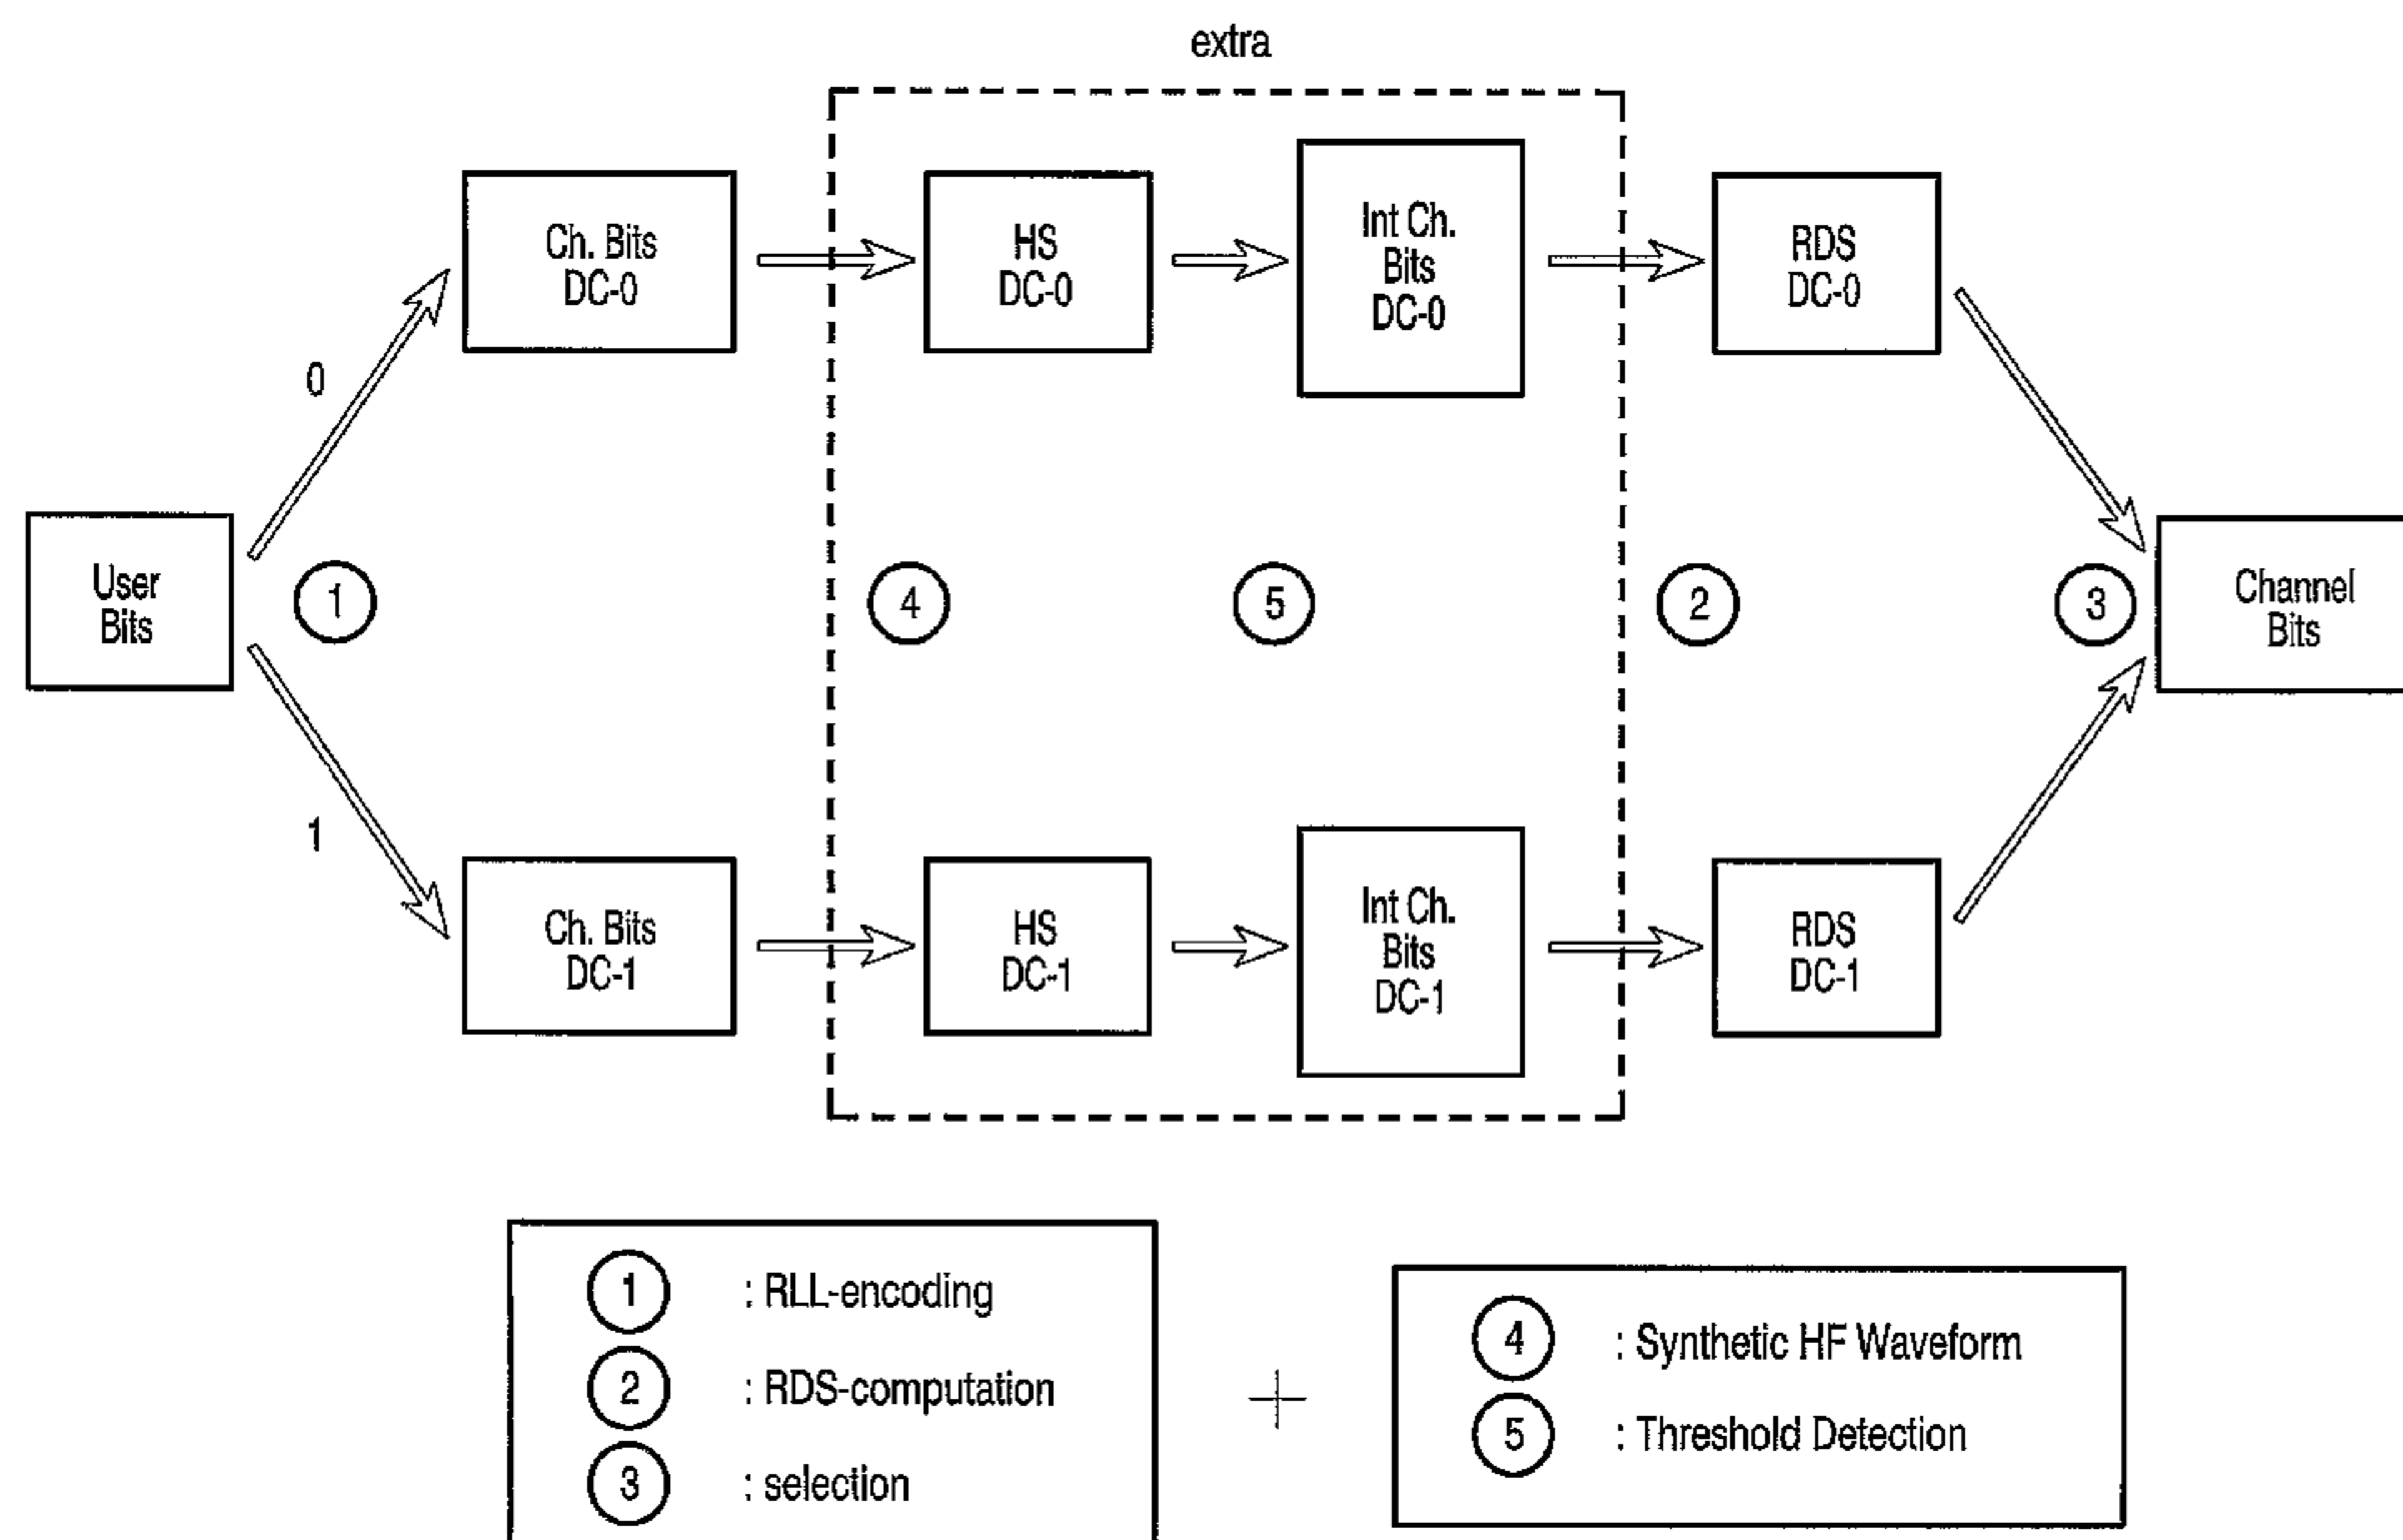 extra
Ch. Bits
DC-0
HS
DC-0
Int Ch.
Bits
DC-0
RDS
DC-0
0
User
Bits
1
4
5
2
3
Channel
Bits
1
Ch. Bits
DC-1
HS
DC-1
Int Ch.
Bits
DC-1
RDS
DC-1
1 : RLL-encoding
2 : RDS-computation
3 : selection
+
4 : Synthetic HF Waveform
5 : Threshold Detection